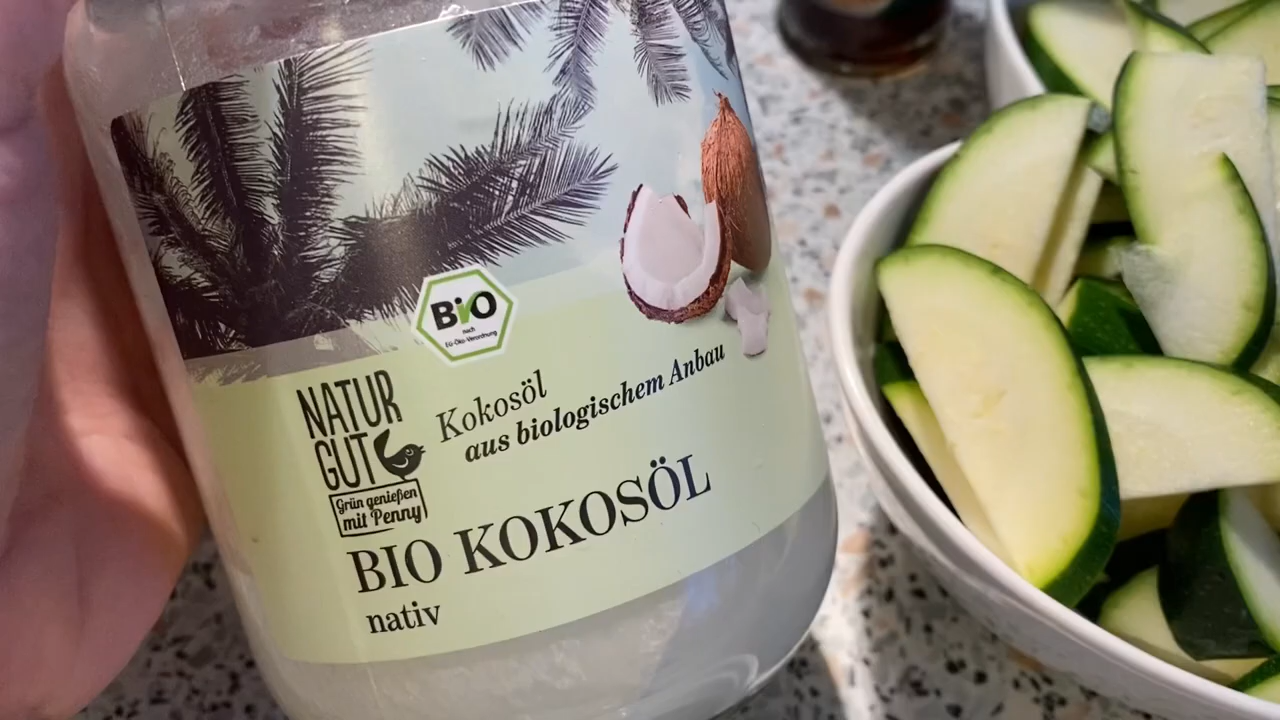 BiO
nach
EG-Öko-Verordnung
NATUR
GUT
Grün genießen
mit Penny
Kokosöl
aus biologischem Anbau
BIO KOKOSÖL
nativ